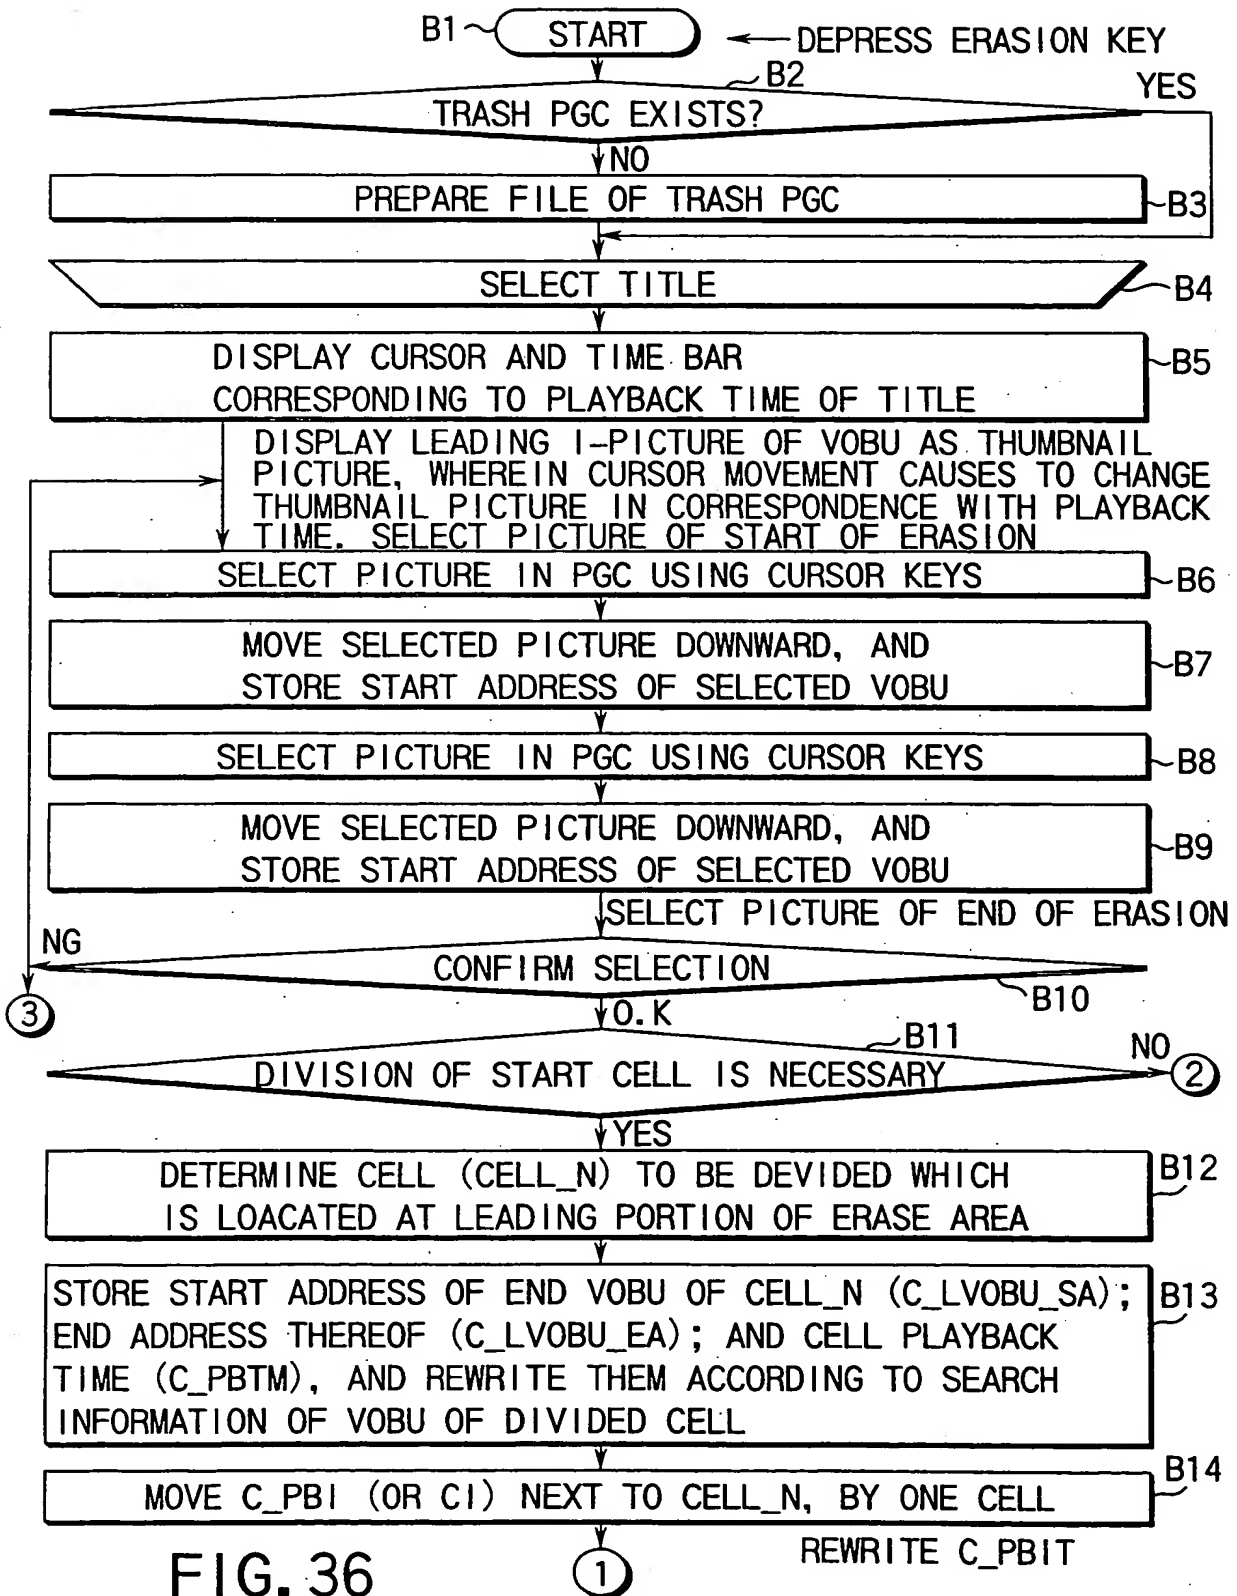 B1 START ← DEPRESS ERASION KEY
B2
YES
TRASH PGC EXISTS?
NO
PREPARE FILE OF TRASH PGC
B3
SELECT TITLE
B4
DISPLAY CURSOR AND TIME BAR
CORRESPONDING TO PLAYBACK TIME OF TITLE
B5
DISPLAY LEADING I-PICTURE OF VOBU AS THUMBNAIL
PICTURE, WHEREIN CURSOR MOVEMENT CAUSES TO CHANGE
THUMBNAIL PICTURE IN CORRESPONDENCE WITH PLAYBACK
TIME. SELECT PICTURE OF START OF ERASION
SELECT PICTURE IN PGC USING CURSOR KEYS
B6
MOVE SELECTED PICTURE DOWNWARD, AND
STORE START ADDRESS OF SELECTED VOBU
B7
SELECT PICTURE IN PGC USING CURSOR KEYS
B8
MOVE SELECTED PICTURE DOWNWARD, AND
STORE START ADDRESS OF SELECTED VOBU
B9
SELECT PICTURE OF END OF ERASION
NG
CONFIRM SELECTION
B10
3
O.K
B11
NO
2
DIVISION OF START CELL IS NECESSARY
YES
DETERMINE CELL (CELL_N) TO BE DEVIDED WHICH
IS LOACATED AT LEADING PORTION OF ERASE AREA
B12
STORE START ADDRESS OF END VOBU OF CELL_N (C_LVOBU_SA);
END ADDRESS THEREOF (C_LVOBU_EA); AND CELL PLAYBACK
TIME (C_PBTM), AND REWRITE THEM ACCORDING TO SEARCH
INFORMATION OF VOBU OF DIVIDED CELL
B13
B14
MOVE C_PBI (OR CI) NEXT TO CELL_N, BY ONE CELL
REWRITE C_PBIT
1
FIG. 36